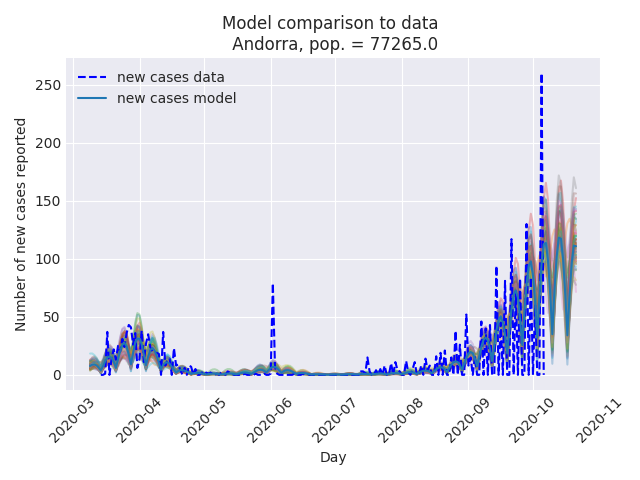 Model comparison to data
Andorra, pop. = 77265.0
new cases data
new cases model
Number of new cases reported
250
200
150
100
50
0
2020-03
2020-04
2020-05
2020-06
2020-07
2020-08
2020-09
2020-10
2020-11
Day